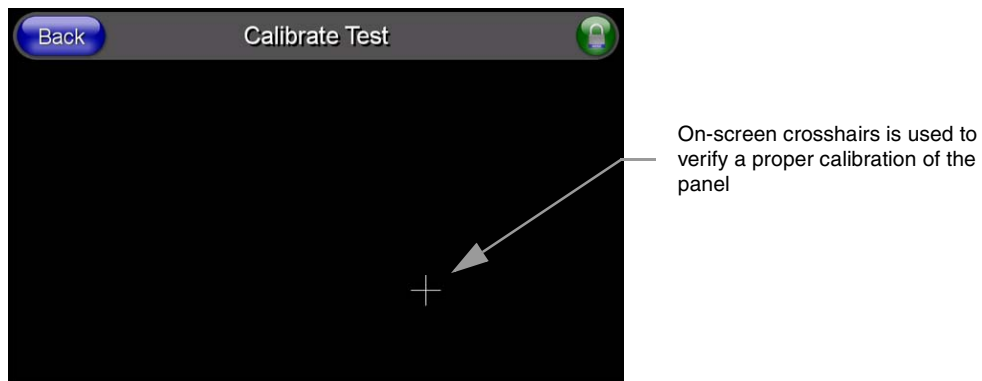 Back
Calibrate Test
On-screen crosshairs is used to
verify a proper calibration of the
panel